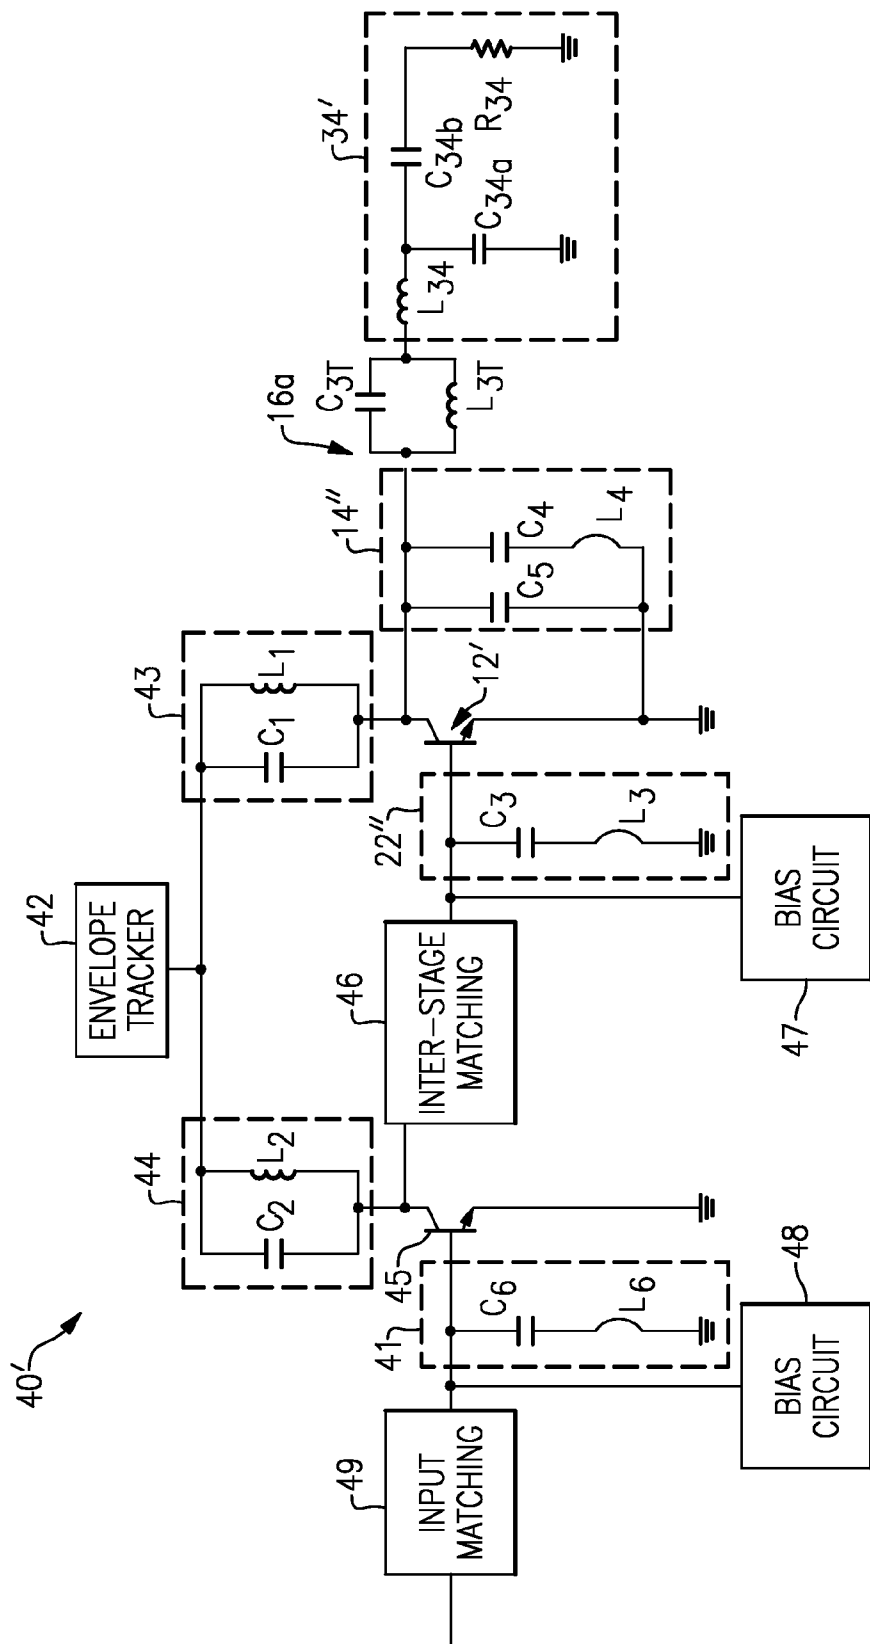 40'
42
ENVELOPE
TRACKER
44
C2
L2
43
C1
L1
49
INPUT
MATCHING
45
41
C6
L6
48
BIAS
CIRCUIT
46
INTER-STAGE
MATCHING
22"
C3
L3
47
BIAS
CIRCUIT
12'
14"
C5
C4
L4
16a
C3T
L3T
34'
L34
C34a
C34b
R34